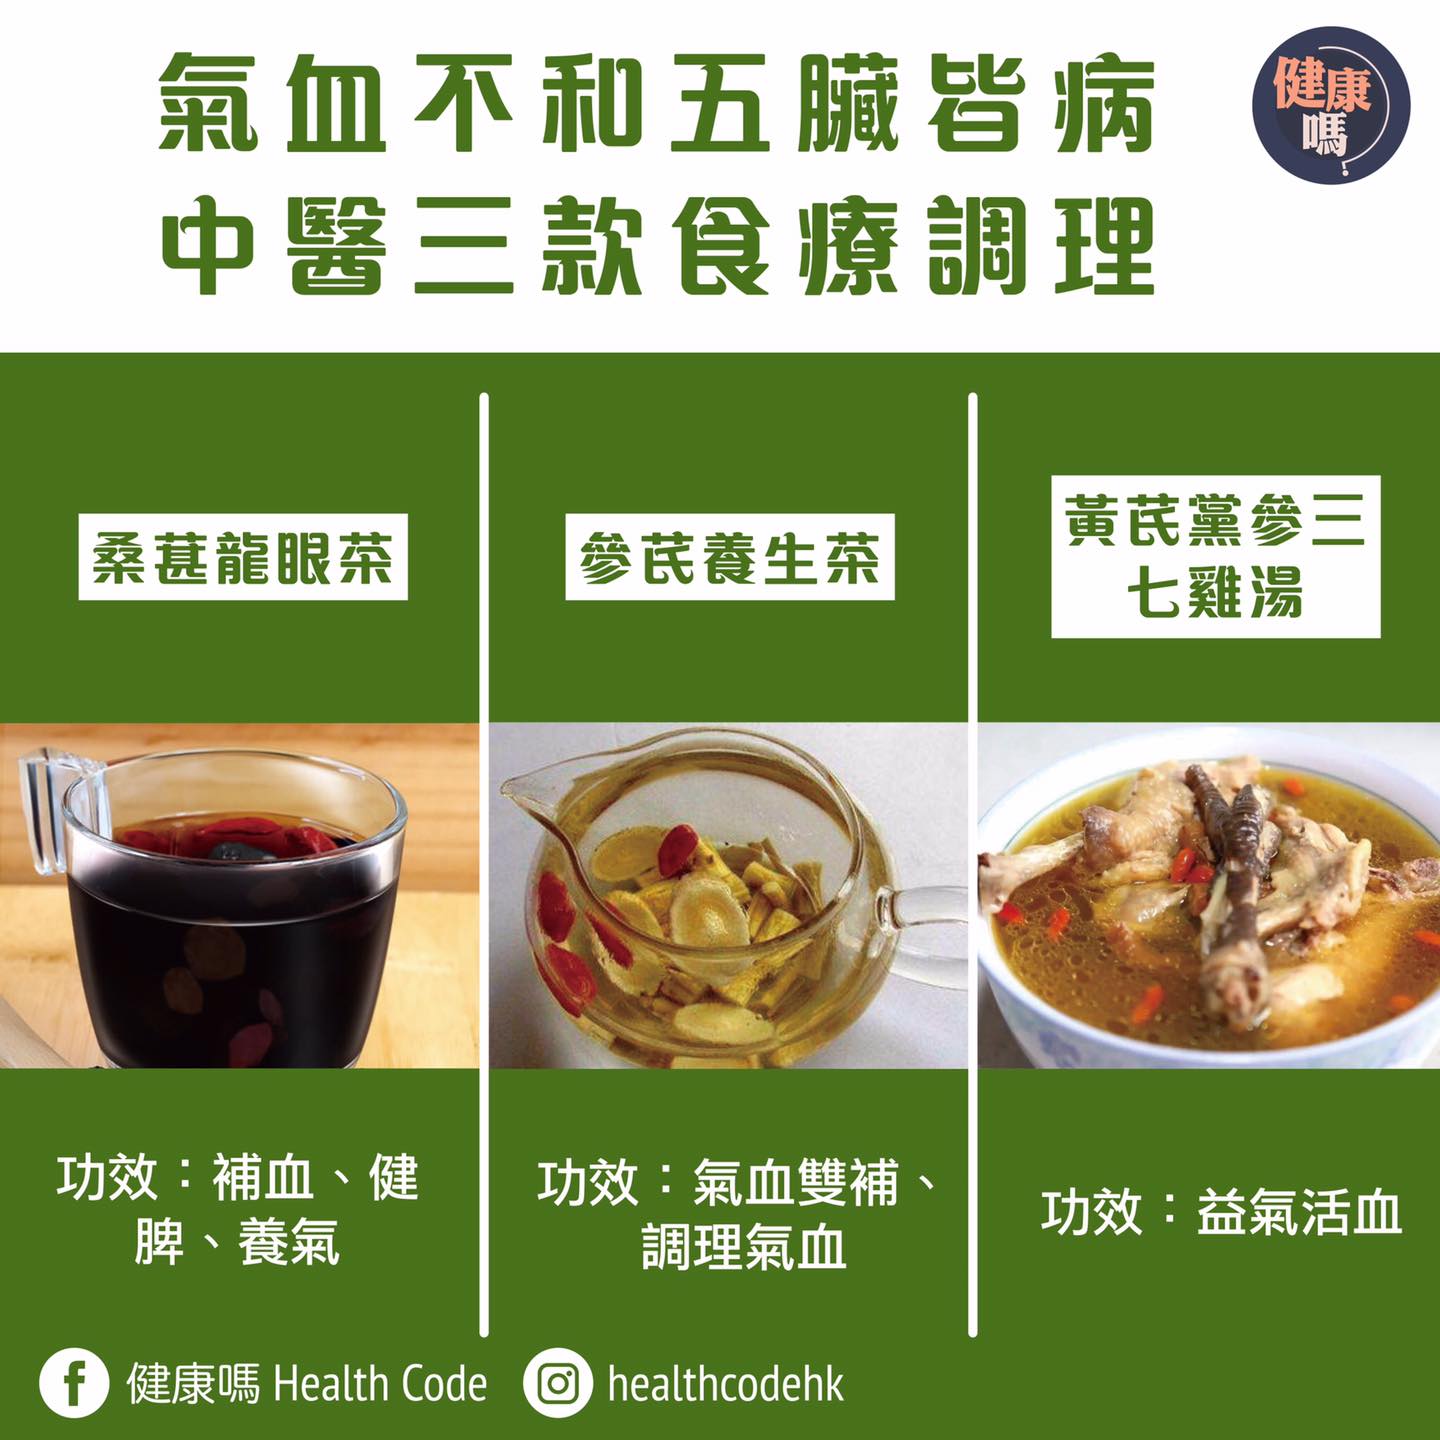 氣血不和五臟皆病
中醫三款食療調理
健康
嗎?
桑葚龍眼茶
參芪養生茶
黃芪黨參三
七雞湯
功效：補血、健
脾、養氣
功效：氣血雙補、
調理氣血
功效：益氣活血
健康嗎 Health Code
healthcodehk